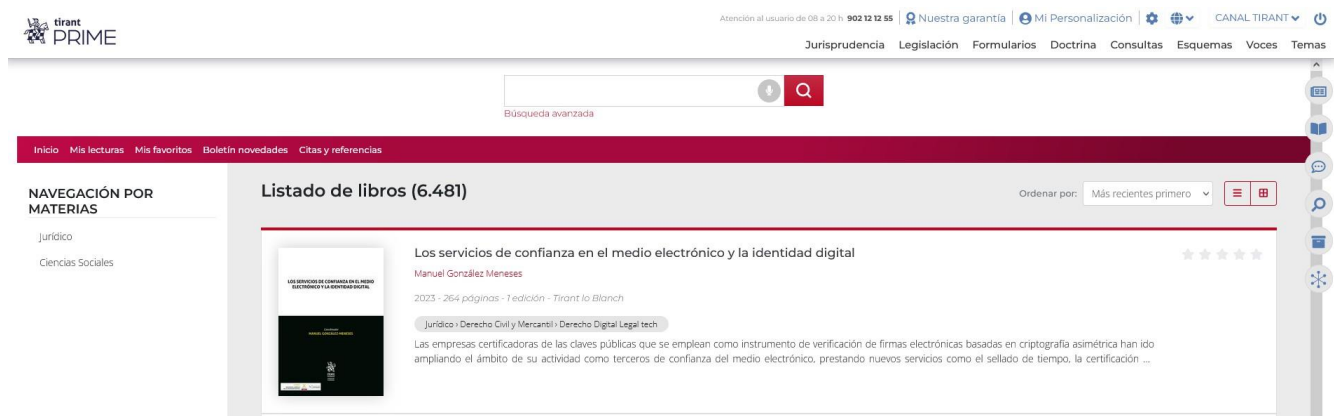 tirant
PRIME
Atención al usuario de 08 a 20 h 902 12 12 55 Nuestra garantía Mi Personalización CANAL TIRANT
Jurisprudencia Legislación Formularios Doctrina Consultas Esquemas Voces Temas
Búsqueda avanzada
Inicio Mis lecturas Mis favoritos Boletín novedades Citas y referencias
NAVEGACIÓN POR
MATERIAS
Jurídico
Ciencias Sociales
Listado de libros (6.481)
Ordenar por: Más recientes primero
LOS SERVICIOS DE CONFIANZA EN EL MEDIO
ELECTRÓNICO Y LA IDENTIDAD DIGITAL
MANUEL GONZÁLEZ MENESES
Los servicios de confianza en el medio electrónico y la identidad digital
Manuel González Meneses
2023 - 264 páginas - 1 edición - Tirant lo Blanch
Jurídico › Derecho Civil y Mercantil › Derecho Digital Legal tech
Las empresas certificadoras de las claves públicas que se emplean como instrumento de verificación de firmas electrónicas basadas en criptografía asimétrica han ido
ampliando el ámbito de su actividad como terceros de confianza del medio electrónico, prestando nuevos servicios como el sellado de tiempo, la certificación ...